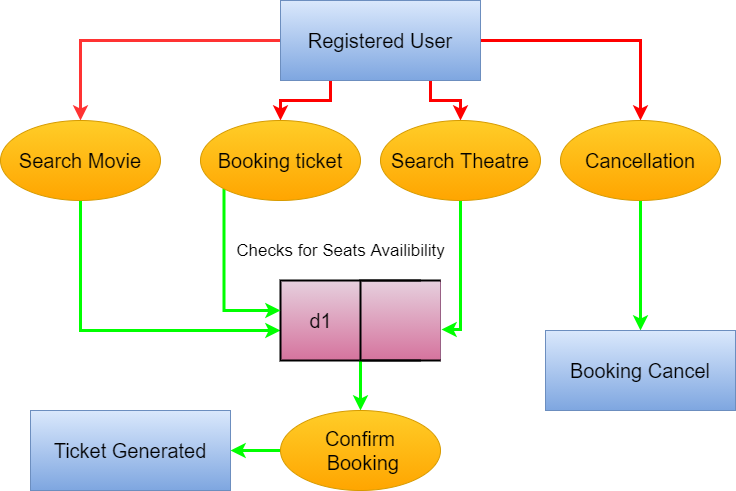 Registered User
Search Movie
Booking ticket
Search Theatre
Cancellation
Checks for Seats Availibility
d1
Booking Cancel
Ticket Generated
Confirm
Booking